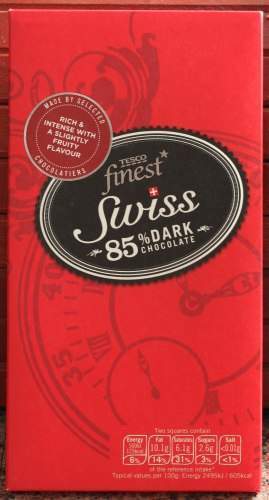 MADE BY SELECTED
RICH &
INTENSE WITH
A SLIGHTLY
FRUITY
FLAVOUR
CHOCOLATIERS
TESCO
finest*
Swiss
85% DARK
CHOCOLATE
Two squares contain
Energy Fat Saturates Sugars Salt
10.1g 6.1g 2.6g <0.01g
6% 14% 31% 3% <1%
of the reference intake*
Typical values per 100g: Energy 2495kJ / 605kcal